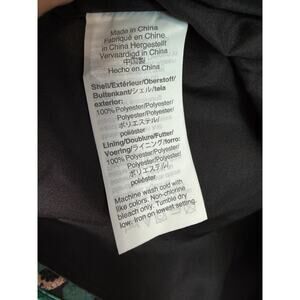 Made in China
Fabriqué en Chine
in China Hergestellt
Vervaardigd in China
中国製
Hecho en China
Shell/Extérieur/Oberstoff/
Buitenkant/シェル/tela
exterior:
100% Polyester/Polyester/
Polyester/Polyester/
ポリエステル/
poliéster
Lining/Doublure/Futter/
Voering/ライニング/forro:
100% Polyester/Polyester/
Polyester/Polyester/
ポリエステル/
poliéster
Machine wash cold with
like colors. Non-chlorine
bleach only. Tumble dry
low. Iron on lowest setting.